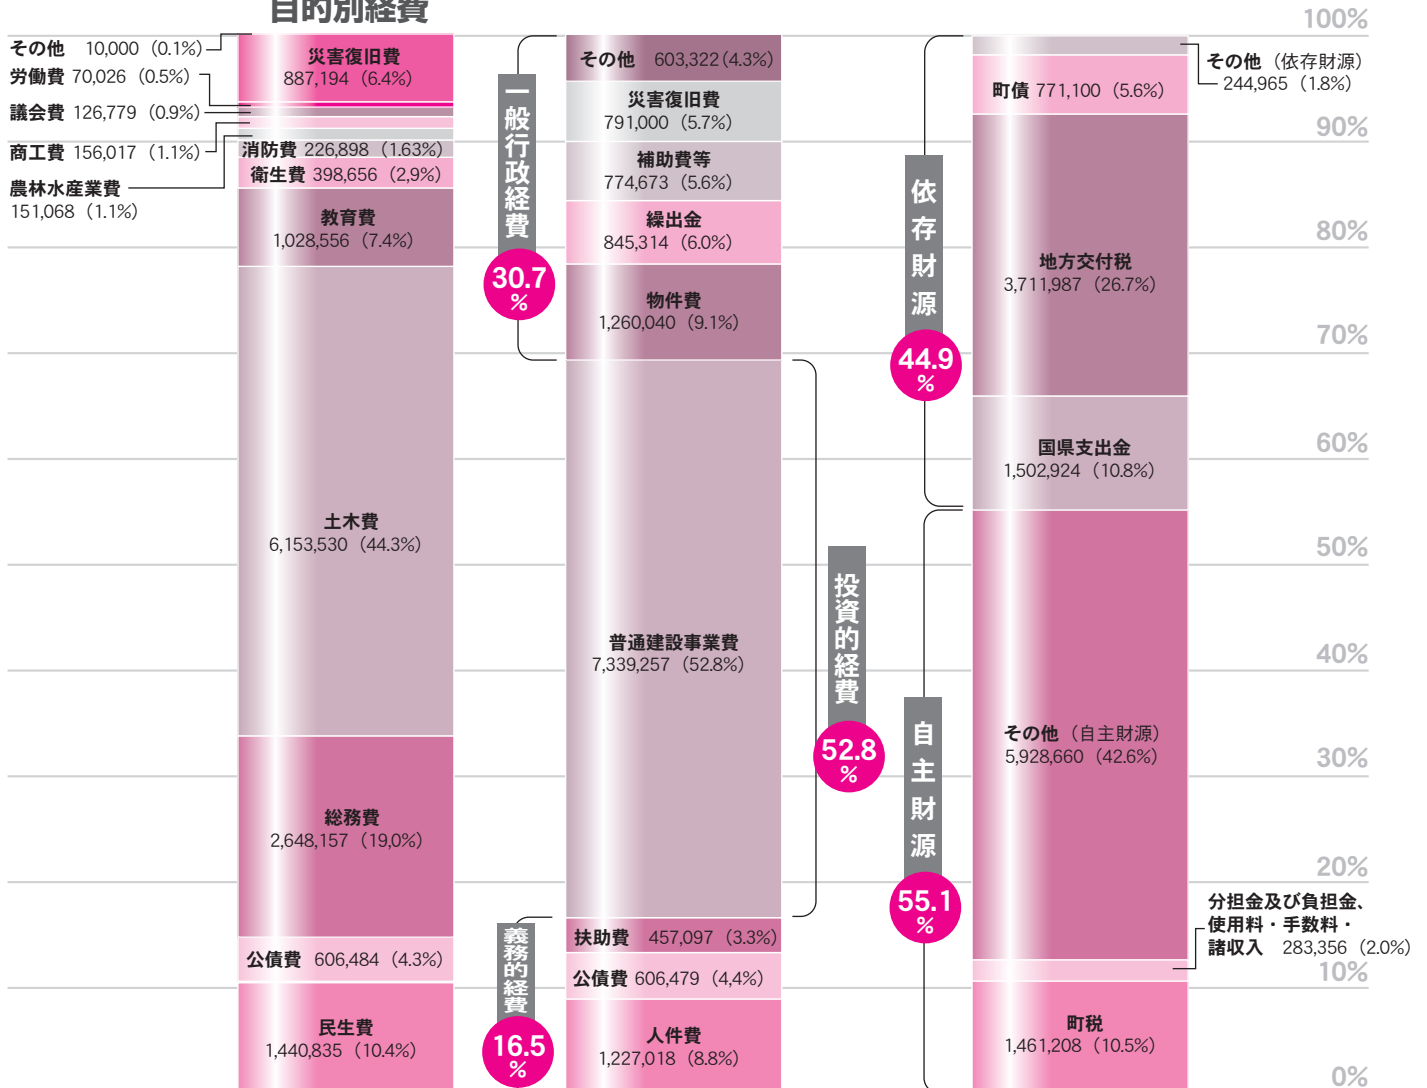 目的別経費
その他 10,000（0.1%）
労働費 70,026（0.5%）
議会費 126,779（0.9%）
商工費 156,017（1.1%）
農林水産業費
151,068（1.1%）
災害復旧費
887,194（6.4%）
消防費 226,898（1.63%）
衛生費 398,656（2,9%）
教育費
1,028,556（7.4%）
土木費
6,153,530（44.3%）
総務費
2,648,157（19,0%）
公債費 606,484（4.3%）
民生費
1,440,835（10.4%）
一般行政経費
30.7
%
義務的経費
16.5
%
その他 603,322（4.3%）
災害復旧費
791,000（5.7%）
補助費等
774,673（5.6%）
繰出金
845,314（6.0%）
物件費
1,260,040（9.1%）
普通建設事業費
7,339,257（52.8%）
扶助費 457,097（3.3%）
公債費 606,479（4,4%）
人件費
1,227,018（8.8%）
投資的経費
52.8
%
依存財源
44.9
%
自主財源
55.1
%
町債 771,100（5.6%）
地方交付税
3,711,987（26.7%）
国県支出金
1,502,924（10.8%）
その他（自主財源）
5,928,660（42.6%）
町税
1,461,208（10.5%）
その他（依存財源）
244,965（1.8%）
分担金及び負担金、
使用料・手数料・
諸収入 283,356（2.0%）
100%
90%
80%
70%
60%
50%
40%
30%
20%
10%
0%